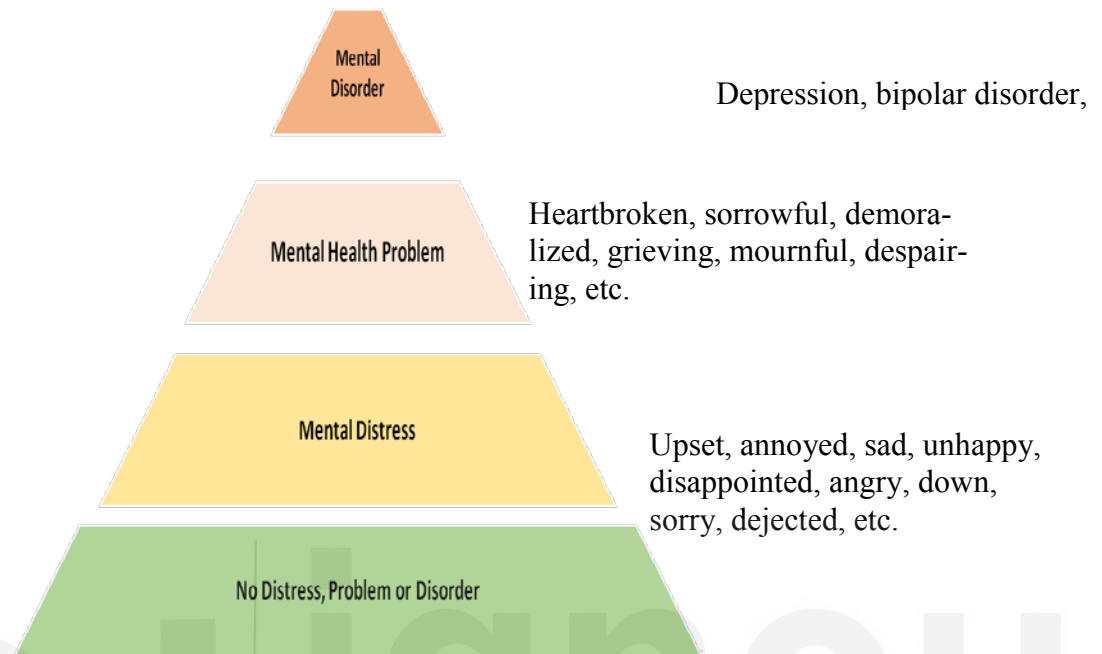 Mental
Disorder
Depression, bipolar disorder,
Mental Health Problem
Heartbroken, sorrowful, demora-
lized, grieving, mournful, despair-
ing, etc.
Mental Distress
Upset, annoyed, sad, unhappy,
disappointed, angry, down,
sorry, dejected, etc.
No Distress, Problem or Disorder